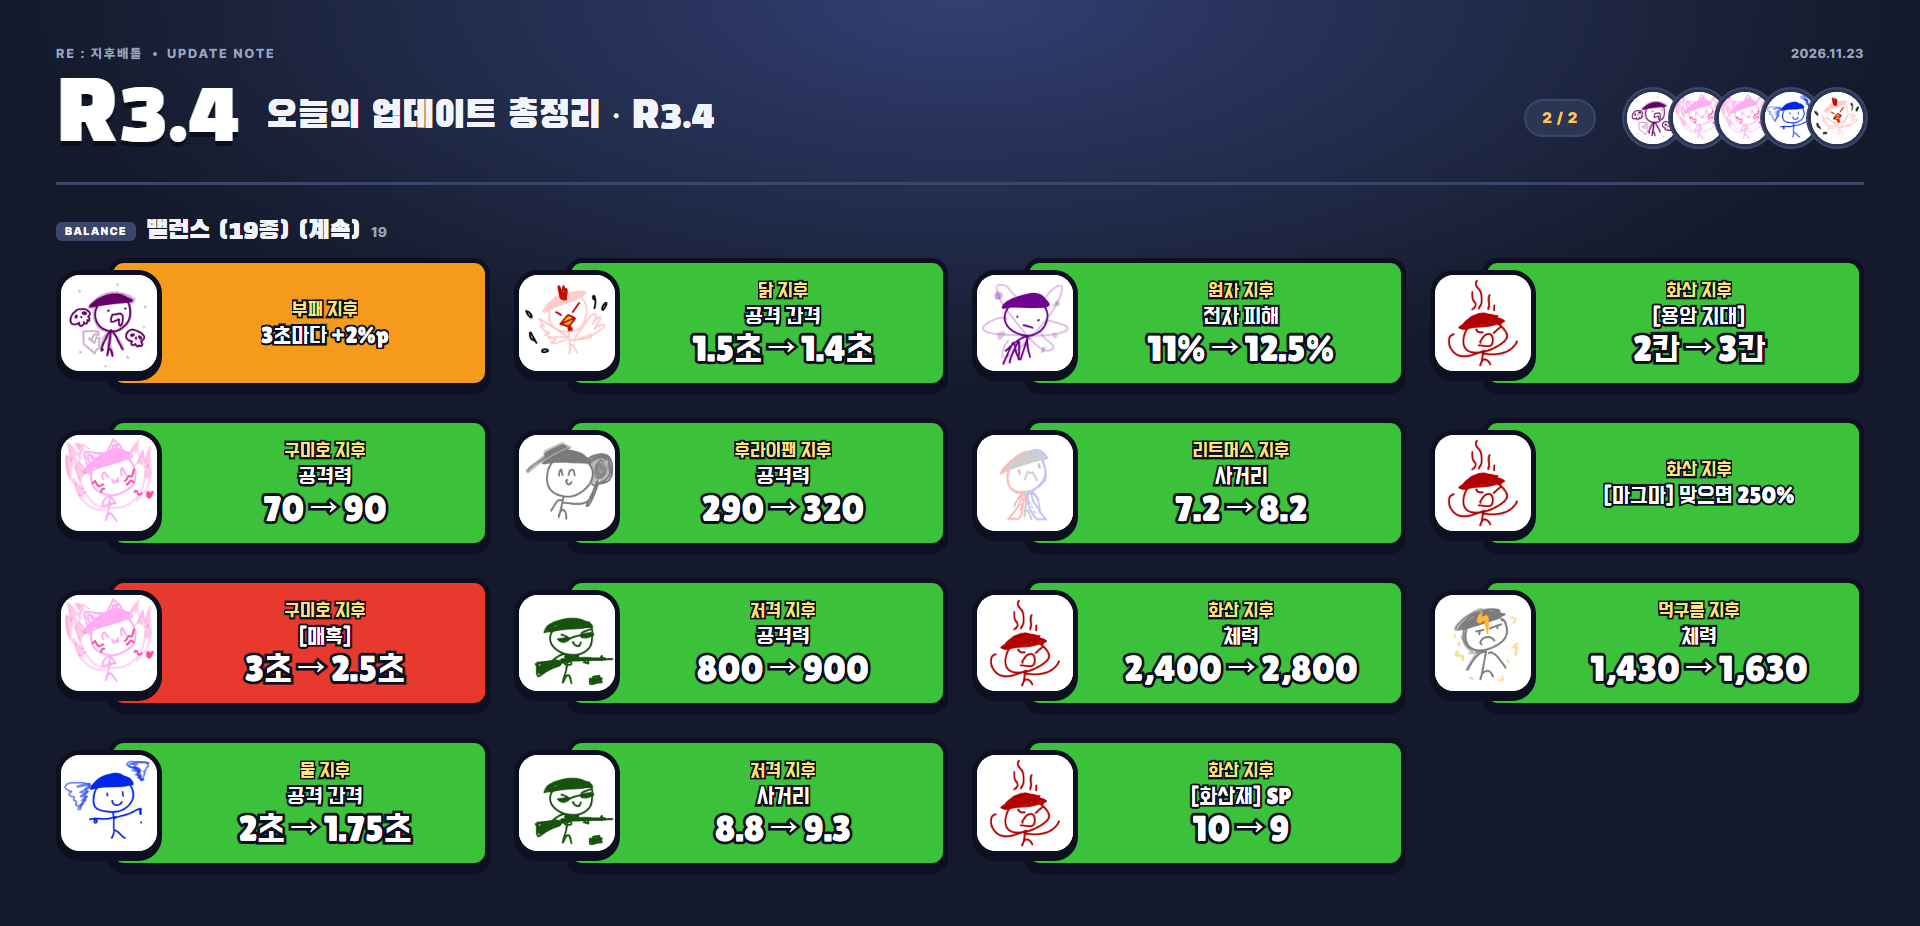 RE : 지후배틀 • UPDATE NOTE
2026.11.23
R3.4 오늘의 업데이트 총정리 · R3.4
2 / 2
BALANCE 밸런스 (19종) (계속) 19
부패 지후
3초마다 +2%p
닭 지후
공격 간격
1.5초→1.4초
원자 지후
전자 피해
11%→12.5%
화산 지후
[용암 지대]
2칸→3칸
구미호 지후
공격력
70→90
후라이팬 지후
공격력
290→320
리트머스 지후
사거리
7.2→8.2
화산 지후
[마그마] 맞으면 250%
구미호 지후
[매혹]
3초→2.5초
저격 지후
공격력
800→900
화산 지후
체력
2,400→2,800
먹구름 지후
체력
1,430→1,630
물 지후
공격 간격
2초→1.75초
저격 지후
사거리
8.8→9.3
화산 지후
[화산재] SP
10→9